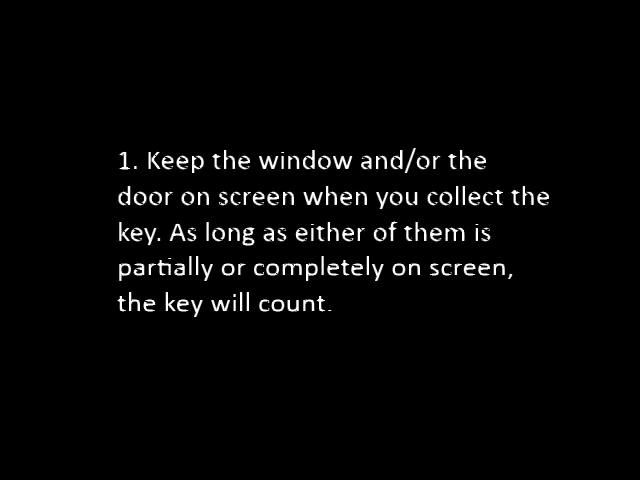 1. Keep the window and/or the
door on screen when you collect the
key. As long as either of them is
partially or completely on screen,
the key will count.